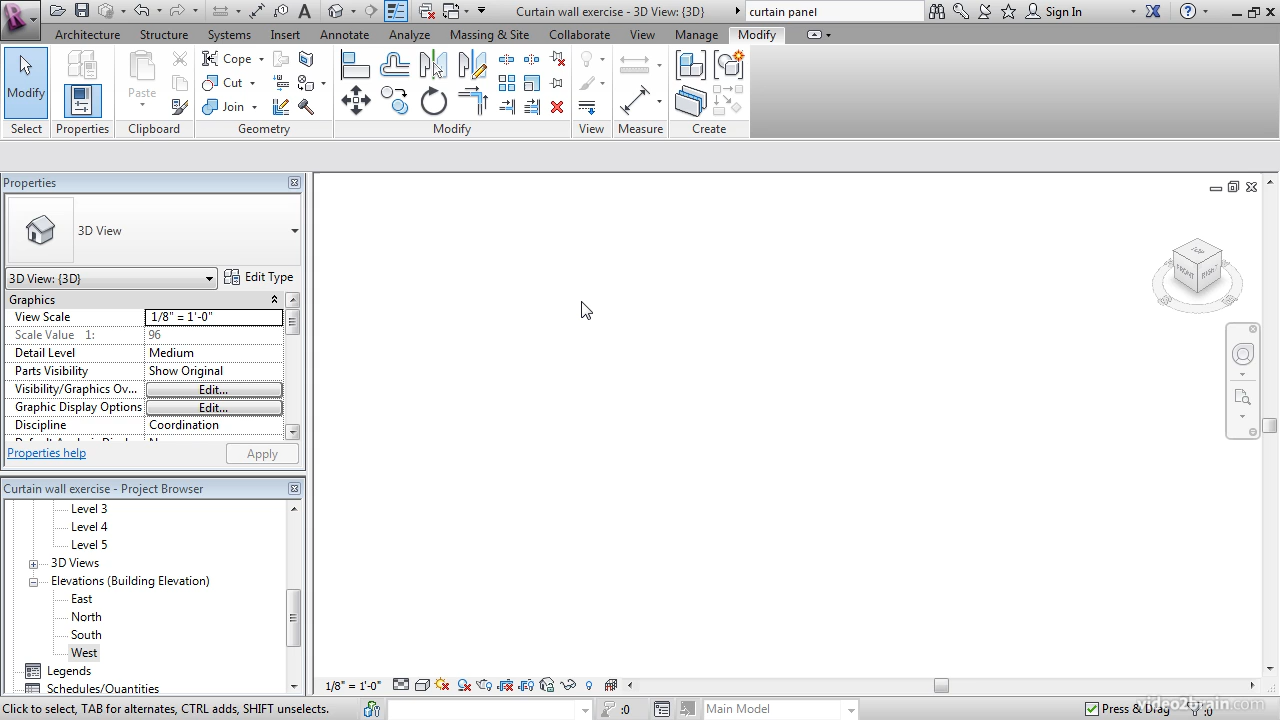 Curtain wall exercise - 3D View: {3D}
curtain panel
Sign In
Architecture
Structure
Systems
Insert
Annotate
Analyze
Massing & Site
Collaborate
View
Manage
Modify
Modify
Paste
Cope
Cut
Join
Select
Properties
Clipboard
Geometry
Modify
View
Measure
Create
Properties
3D View
3D View: {3D}
Edit Type
Graphics
View Scale
1/8" = 1'-0"
Scale Value 1:
96
Detail Level
Medium
Parts Visibility
Show Original
Visibility/Graphics Ov...
Edit...
Graphic Display Options
Edit...
Discipline
Coordination
Properties help
Apply
Curtain wall exercise - Project Browser
Level 3
Level 4
Level 5
3D Views
Elevations (Building Elevation)
East
North
South
West
Legends
Schedules/Quantities
1/8" = 1'-0"
Click to select, TAB for alternates, CTRL adds, SHIFT unselects.
:0
Main Model
Press & Drag
:0
video2brain.com